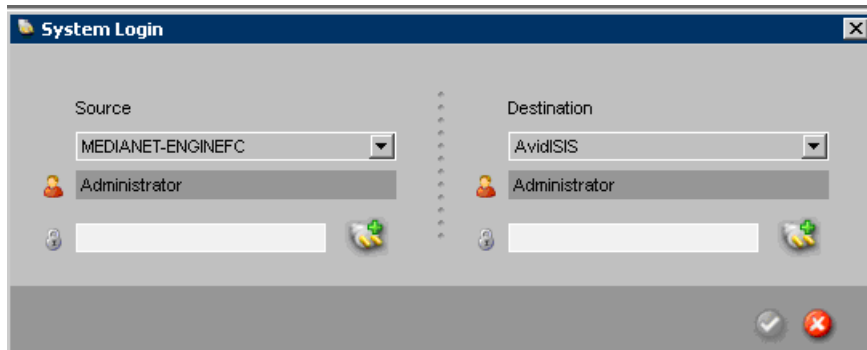 System Login
Source
MEDIANET-ENGINEFC
Administrator
Destination
AvidISIS
Administrator